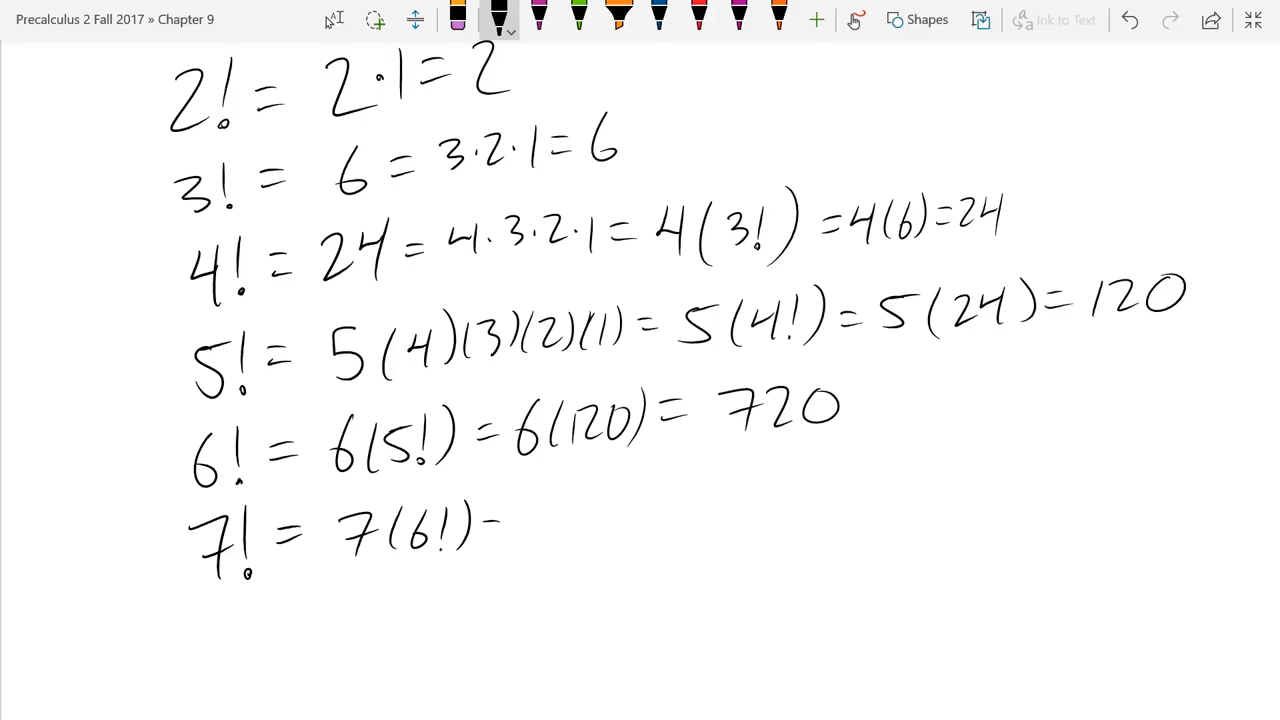 Precalculus 2 Fall 2017 » Chapter 9 Shapes Ink to Text
2! = 2·1 = 2
3! = 6 = 3·2·1 = 6
4! = 24 = 4·3·2·1 = 4(3!) = 4(6) = 24
5! = 5(4)(3)(2)(1) = 5(4!) = 5(24) = 120
6! = 6(5!) = 6(120) = 720
7! = 7(6!) -